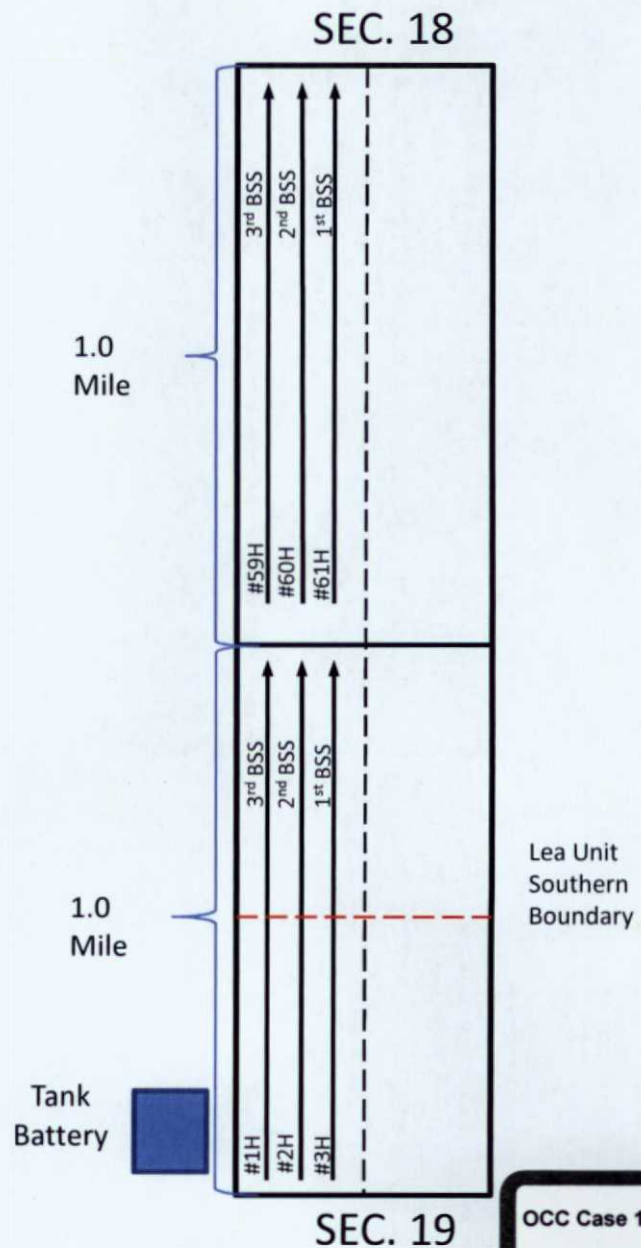 SEC. 18
3rd BSS
2nd BSS
1st BSS
1.0
Mile
#59H
#60H
#61H
3rd BSS
2nd BSS
1st BSS
Lea Unit
Southern
Boundary
1.0
Mile
Tank
Battery
#1H
#2H
#3H
SEC. 19
OCC Case 1